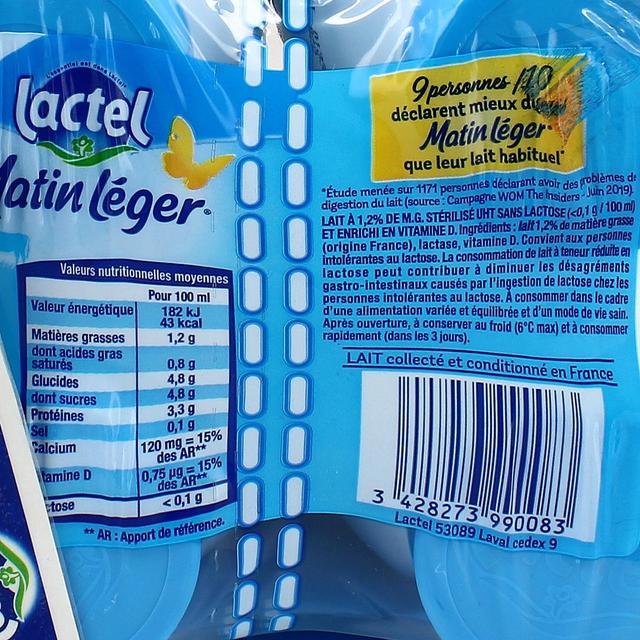 L'essentiel est dans Lactel
lactel
Matin léger®
Valeurs nutritionnelles moyennes
Pour 100 ml
Valeur énergétique 182 kJ
43 kcal
Matières grasses 1,2 g
dont acides gras
saturés 0,8 g
Glucides 4,8 g
dont sucres 4,8 g
Protéines 3,3 g
Sel 0,1 g
Calcium 120 mg = 15%
des AR**
tamine D 0,75 µg = 15%
des AR**
ctose < 0,1 g
** AR : Apport de référence.
9 personnes /10
déclarent mieux
Matin léger®
que leur lait habituel*
*Étude menée sur 1171 personnes déclarant avoir des problèmes de
digestion du lait (source : Campagne WOM The Insiders - Juin 2019).
LAIT À 1,2% DE M.G. STÉRILISÉ UHT SANS LACTOSE (<0,1 g / 100 ml)
ET ENRICHI EN VITAMINE D. Ingrédients : lait 1,2% de matière grasse
(origine France), lactase, vitamine D. Convient aux personnes
intolérantes au lactose. La consommation de lait à teneur réduite en
lactose peut contribuer à diminuer les désagréments
gastro-intestinaux causés par l'ingestion de lactose chez les
personnes intolérantes au lactose. À consommer dans le cadre
d'une alimentation variée et équilibrée et d'un mode de vie sain.
Après ouverture, à conserver au froid (6°C max) et à consommer
rapidement (dans les 3 jours).
LAIT collecté et conditionné en France
3 428273 990083
Lactel 53089 Laval cedex 9